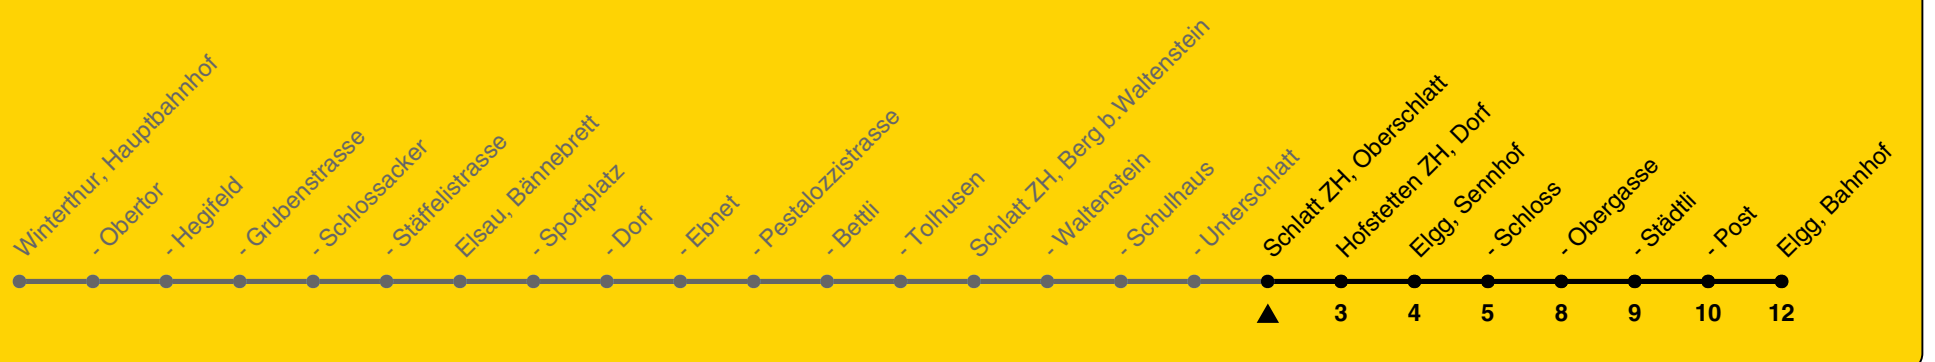 Winterthur, Hauptbahnhof
- Obertor
- Hegifeld
- Grubenstrasse
- Schlossacker
- Stäffelistrasse
Elsau, Bännebrett
- Sportplatz
- Dorf
- Ebnet
- Pestalozzistrasse
- Bettli
- Tolhusen
Schlatt ZH, Berg b.Waltenstein
- Waltenstein
- Schulhaus
- Unterschlatt
Schlatt ZH, Oberschlatt
Hofstetten ZH, Dorf
Elgg, Sennhof
- Schloss
- Obergasse
- Städtli
- Post
Elgg, Bahnhof
3 4 5 8 9 10 12